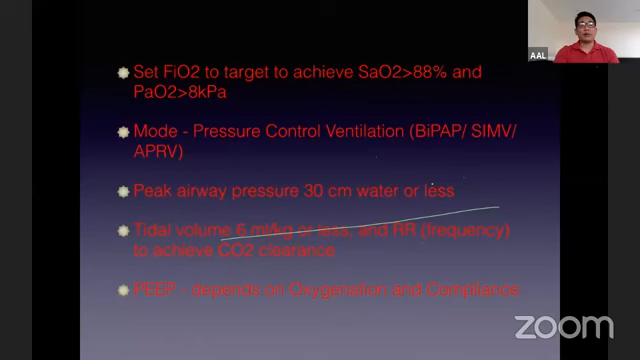 AAL
Set FiO2 to target to achieve SaO2>88% and
PaO2>8kPa
Mode - Pressure Control Ventilation (BiPAP/ SIMV/
APRV)
Peak airway pressure 30 cm water or less
Tidal volume 6 ml/kg or less, and RR (frequency)
to achieve CO2 clearance
PEEP - depends on Oxygenation and Compliance
zoom